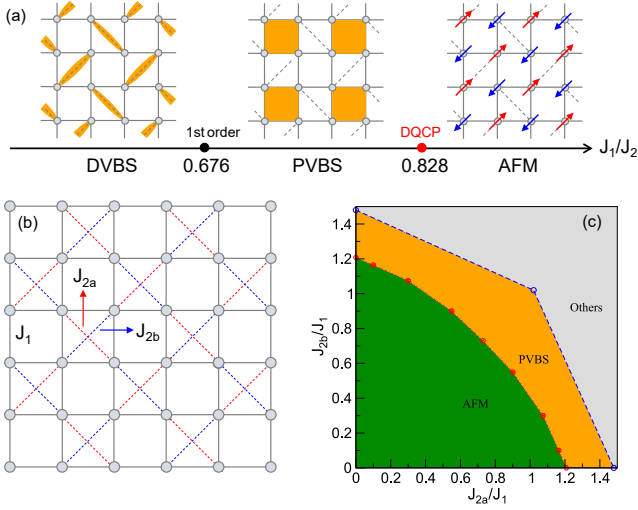 (a)
1st order
DQCP
J1/J2
DVBS
0.676
PVBS
0.828
AFM
(b)
J2a
J1
J2b
(c)
1.4
1.2
1
0.8
0.6
0.4
0.2
0
J2b/J1
Others
PVBS
AFM
0 0.2 0.4 0.6 0.8 1 1.2 1.4
J2a/J1